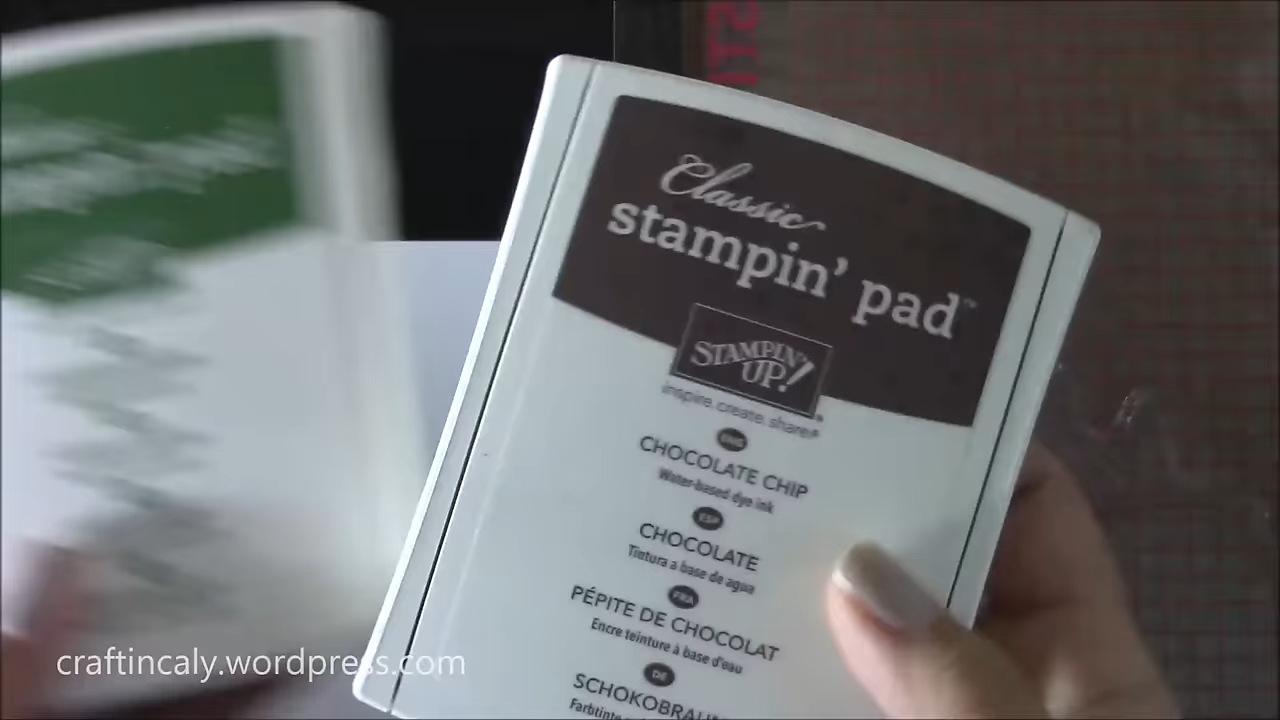 Classic
stampin' pad™
STAMPIN'
UP!
inspire. create. share®
ENG
CHOCOLATE CHIP
Water-based dye ink
ESP
CHOCOLATE
Tintura a base de agua
FRA
PÉPITE DE CHOCOLAT
Encre teinture à base d'eau
DE
SCHOKOBRAUN
craftincaly.wordpress.com